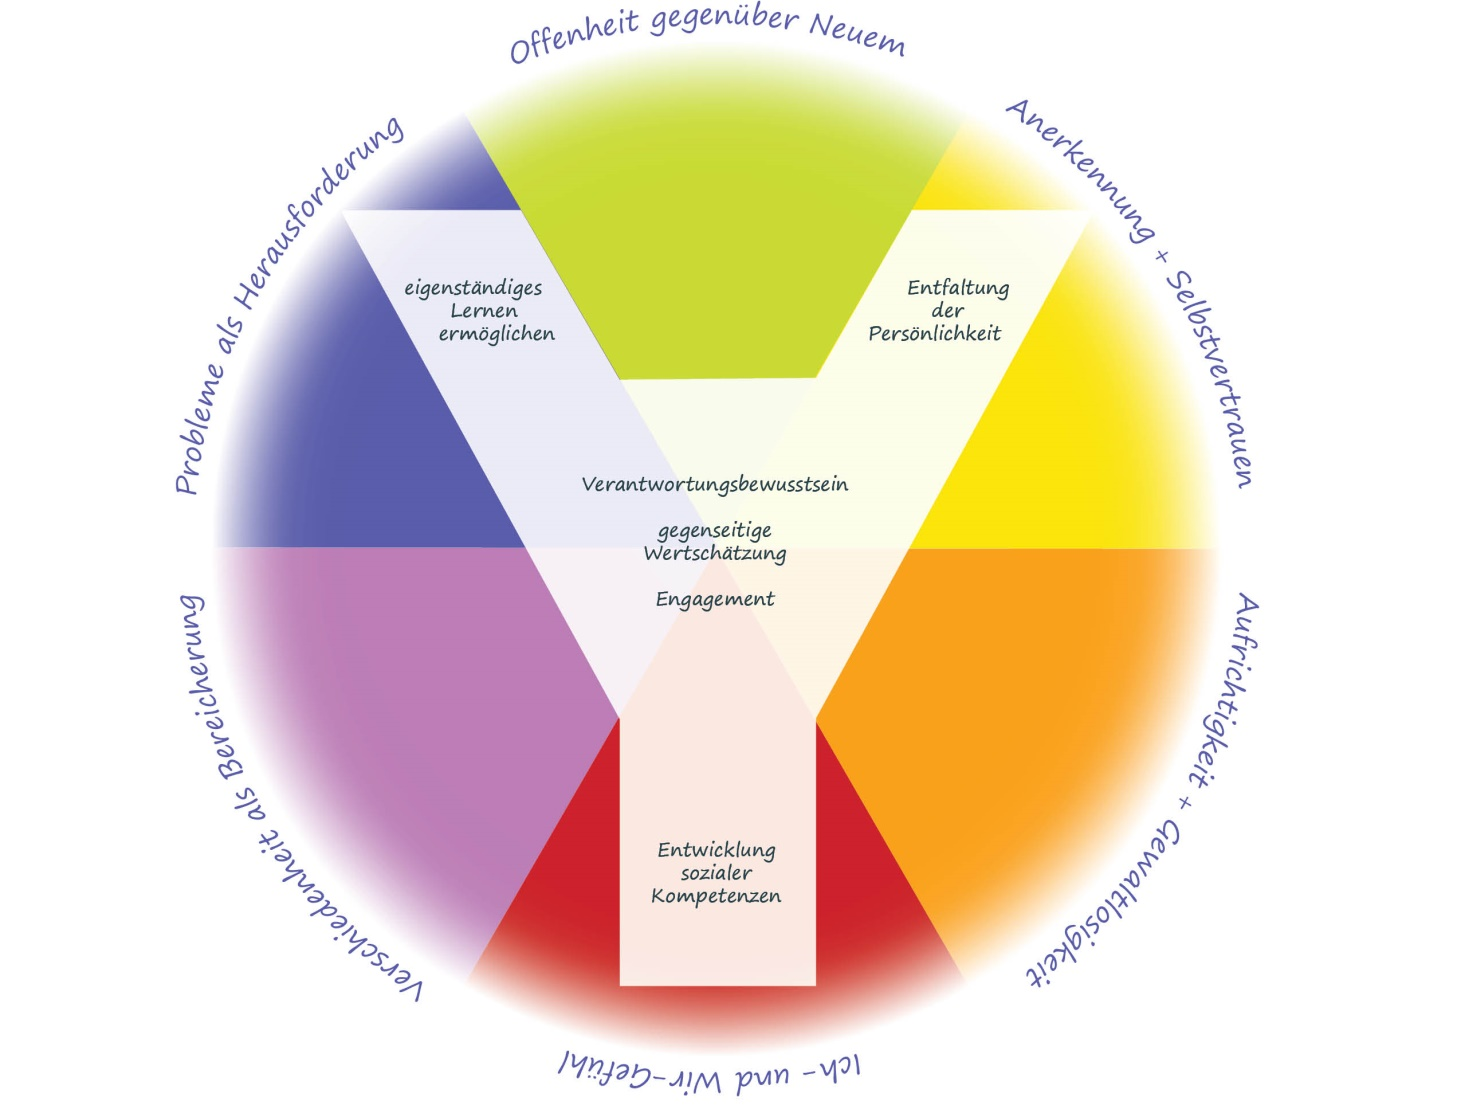 Offenheit gegenüber Neuem
Anerkennung + Selbstvertrauen
Aufrichtigkeit + Gewaltlosigkeit
Ich- und Wir-Gefühl
Verschiedenheit als Bereicherung
Probleme als Herausforderung
eigenständiges
Lernen
ermöglichen
Entfaltung
der
Persönlichkeit
Verantwortungsbewusstsein
gegenseitige
Wertschätzung
Engagement
Entwicklung
sozialer
Kompetenzen